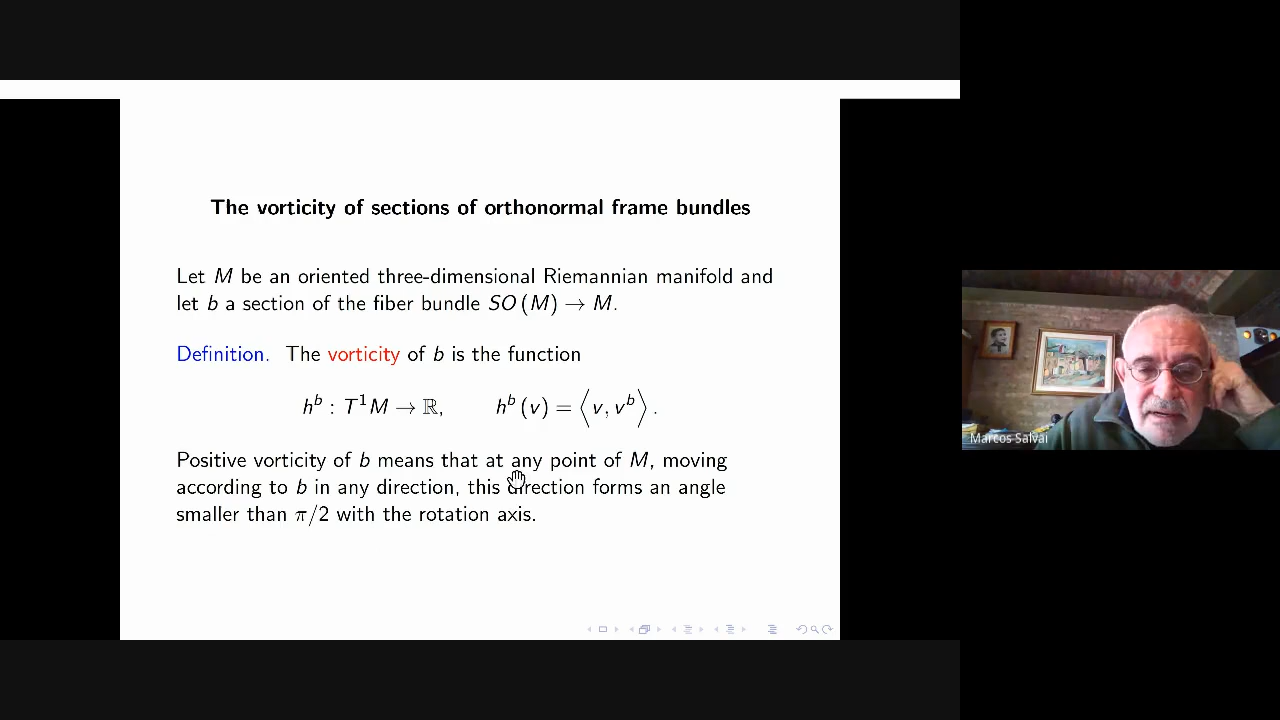 The vorticity of sections of orthonormal frame bundles
Let M be an oriented three-dimensional Riemannian manifold and
let b a section of the fiber bundle SO (M) → M.
Definition. The vorticity of b is the function
h^b : T^1 M → ℝ, h^b (v) = ⟨v, v^b⟩ .
Positive vorticity of b means that at any point of M, moving
according to b in any direction, this direction forms an angle
smaller than π/2 with the rotation axis.
Marcos Salvai